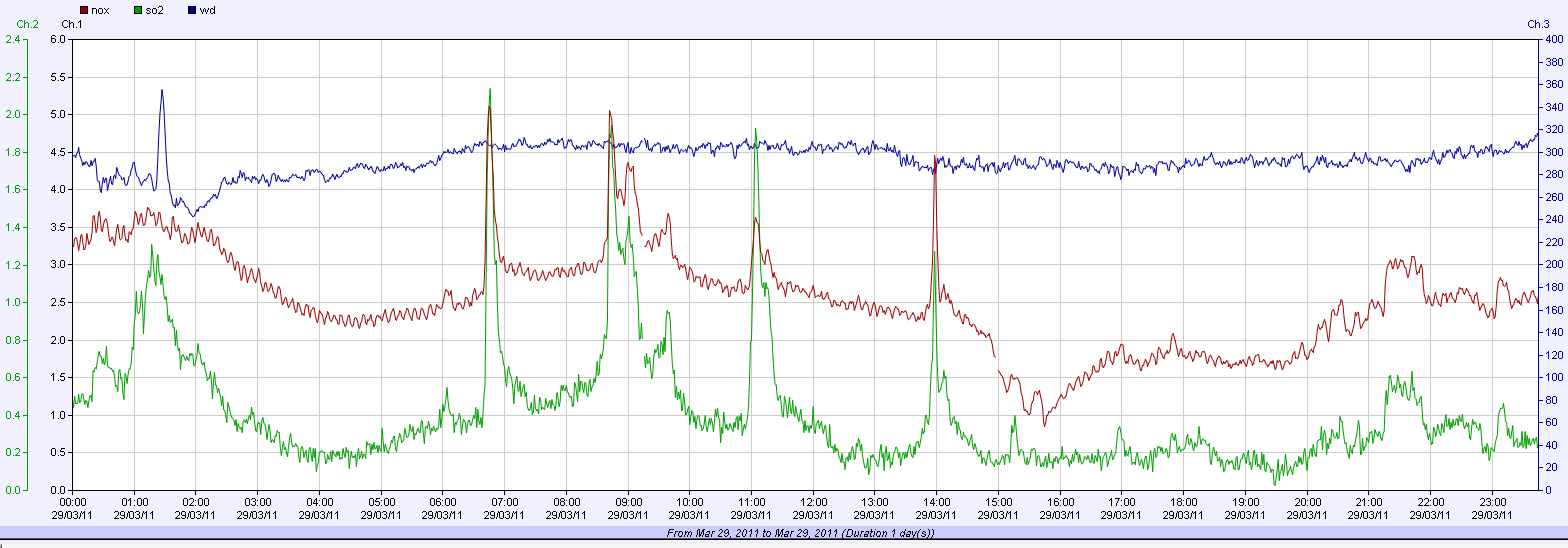 nox so2 wd
Ch.2 Ch.1 Ch.3
2.4 6.0 400
380
2.2 5.5 360
2.0 5.0 340
320
1.8 4.5 300
280
1.6 4.0 260
240
1.4 3.5 220
1.2 3.0 200
180
1.0 2.5 160
140
0.8 2.0 120
0.6 1.5 100
80
0.4 1.0 60
40
0.2 0.5 20
0.0 0.0 0
00:00 01:00 02:00 03:00 04:00 05:00 06:00 07:00 08:00 09:00 10:00 11:00 12:00 13:00 14:00 15:00 16:00 17:00 18:00 19:00 20:00 21:00 22:00 23:00
29/03/11 29/03/11 29/03/11 29/03/11 29/03/11 29/03/11 29/03/11 29/03/11 29/03/11 29/03/11 29/03/11 29/03/11 29/03/11 29/03/11 29/03/11 29/03/11 29/03/11 29/03/11 29/03/11 29/03/11 29/03/11 29/03/11 29/03/11 29/03/11
From Mar 29, 2011 to Mar 29, 2011 (Duration 1 day(s))